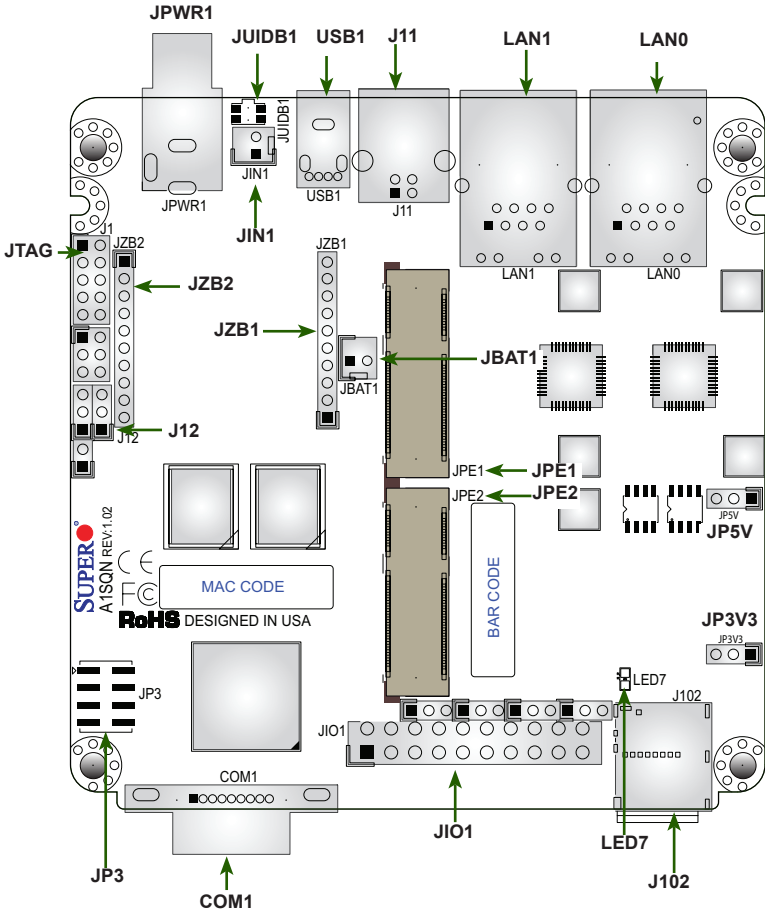 JPWR1
JUIDB1 USB1 J11 LAN1 LAN0
JUIDB1
JIN1
USB1
JPWR1
J11
LAN1
LAN0
JIN1
J1
JTAG
JZB2
JZB1
JZB2
JZB1
JBAT1
JBAT1
J12
J12
JPE1
JPE1
JPE2
JPE2
JP5V
JP5V
SUPER
A1SQN REV:1.02
CE
FC
RoHS DESIGNED IN USA
MAC CODE
BAR CODE
JP3V3
JP3V3
LED7
J102
JP3
JIO1
COM1
JIO1
LED7
JP3
COM1
J102